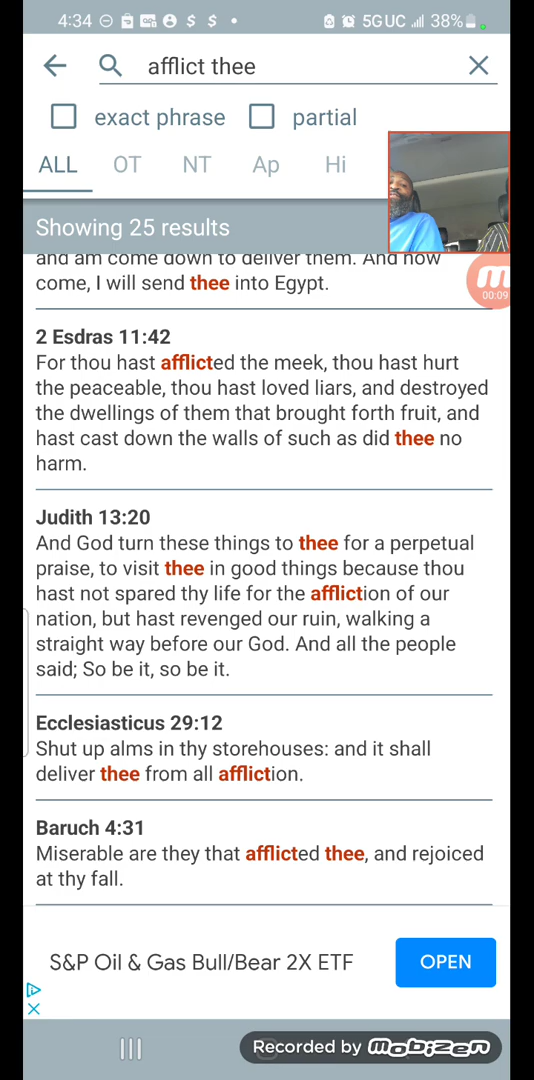 4:34 $ $ • 5G UC 38%
afflict thee
exact phrase partial
ALL OT NT Ap Hi
Showing 25 results
and am come down to deliver them. And now
come, I will send thee into Egypt.
00:09
2 Esdras 11:42
For thou hast afflicted the meek, thou hast hurt
the peaceable, thou hast loved liars, and destroyed
the dwellings of them that brought forth fruit, and
hast cast down the walls of such as did thee no
harm.
Judith 13:20
And God turn these things to thee for a perpetual
praise, to visit thee in good things because thou
hast not spared thy life for the affliction of our
nation, but hast revenged our ruin, walking a
straight way before our God. And all the people
said; So be it, so be it.
Ecclesiasticus 29:12
Shut up alms in thy storehouses: and it shall
deliver thee from all affliction.
Baruch 4:31
Miserable are they that afflicted thee, and rejoiced
at thy fall.
S&P Oil & Gas Bull/Bear 2X ETF OPEN
Recorded by mobizen